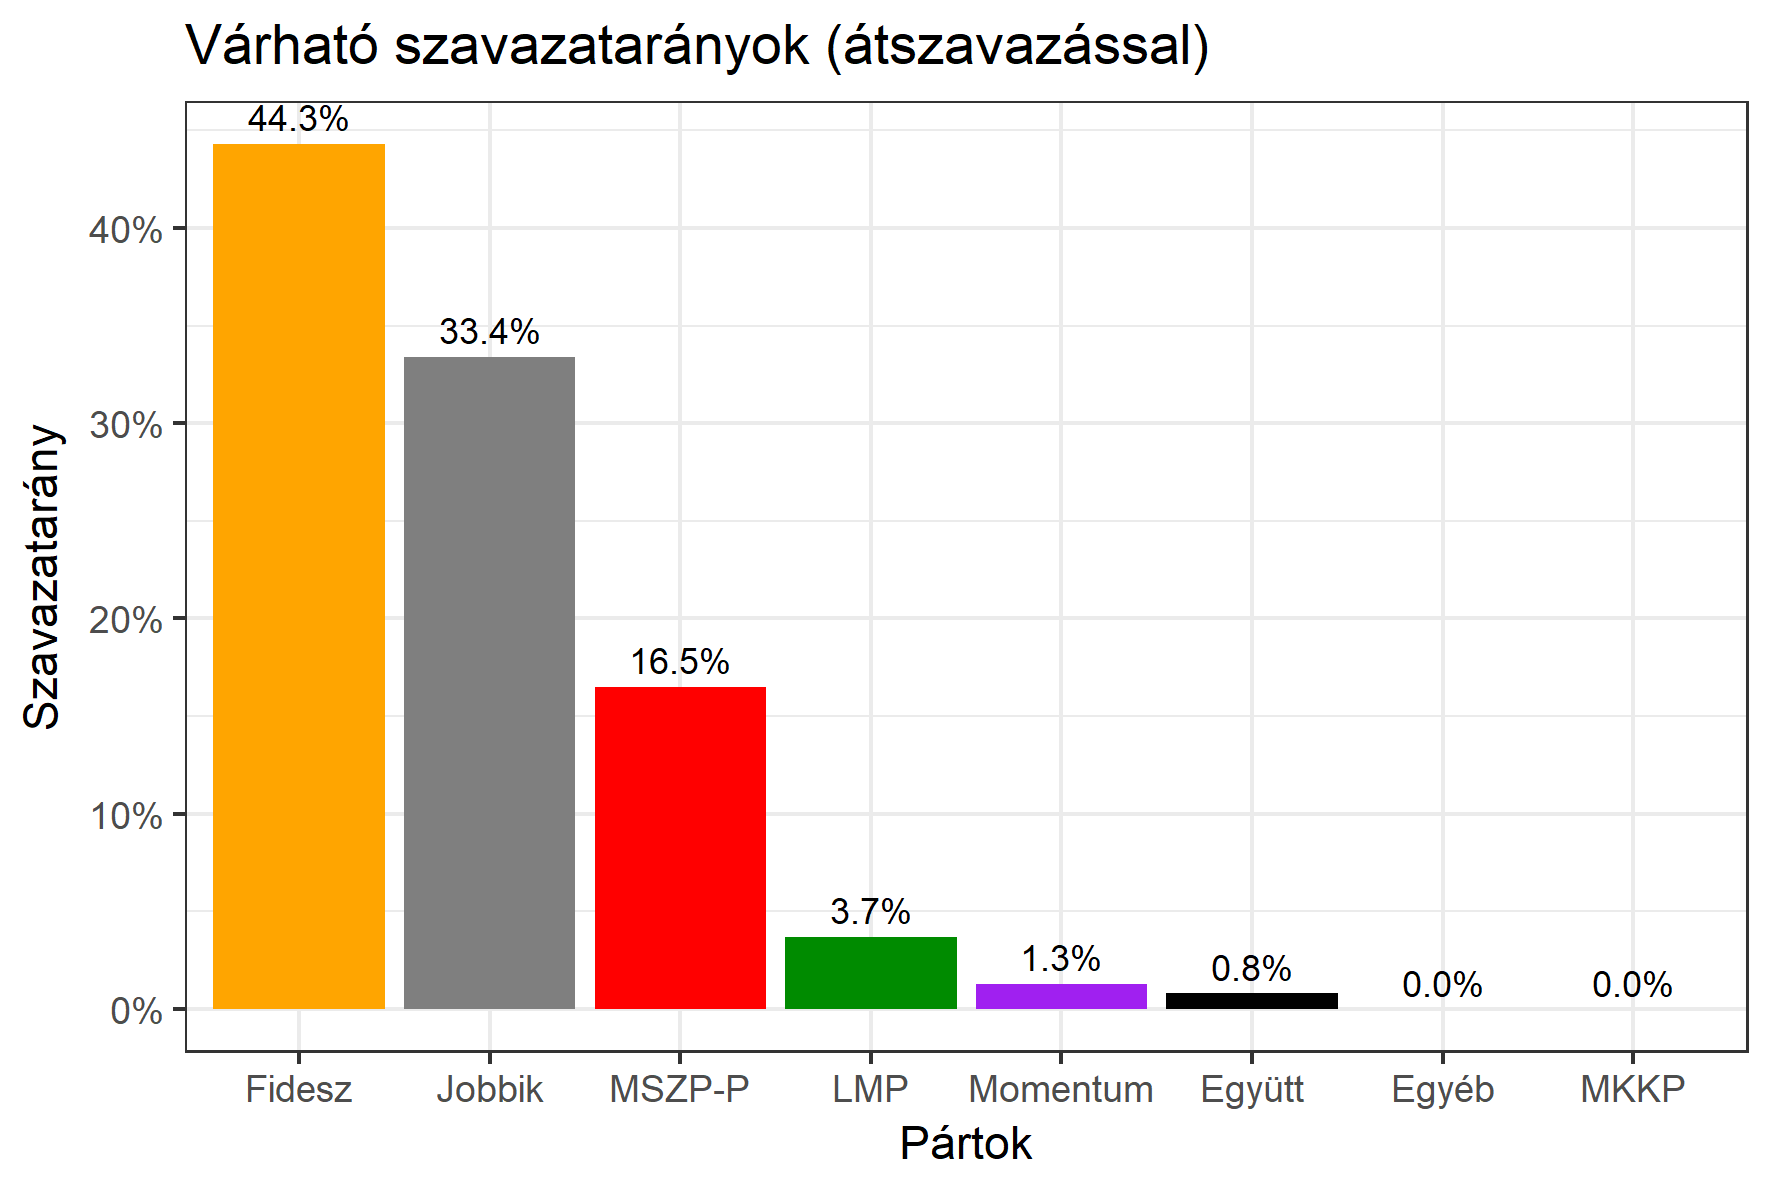 Várható szavazatarányok (átszavazással)
44.3%
33.4%
16.5%
3.7%
1.3%
0.8%
0.0%
0.0%
40%
30%
20%
10%
0%
Szavazatarány
Fidesz
Jobbik
MSZP-P
LMP
Momentum
Együtt
Egyéb
MKKP
Pártok